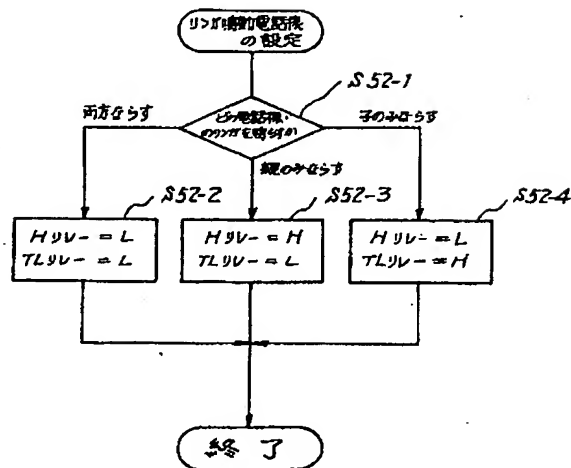 リンガ鳴動電話機
の設定
S52-1
どの電話機
のリンガを鳴らすか
両方ならす
子のみならす
親のみならす
S52-2
S52-3
S52-4
Hリレー=L
TLリレー=L
Hリレー=H
TLリレー=L
Hリレー=L
TLリレー=H
終了